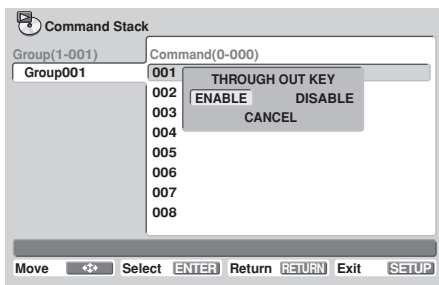 Command Stack
Group(1-001)
Group001
Command(0-000)
001
002
003
004
005
006
007
008
THROUGH OUT KEY
ENABLE DISABLE
CANCEL
Move Select ENTER Return RETURN Exit SETUP